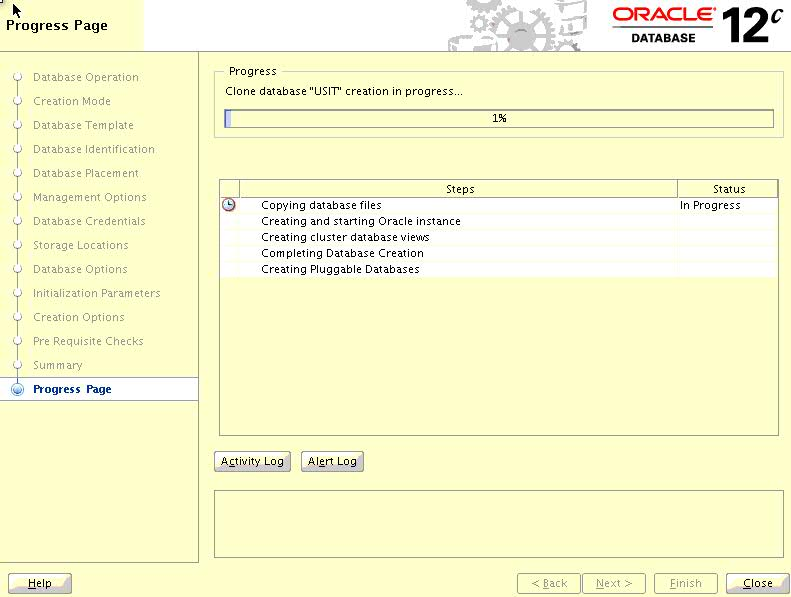 Progress Page
ORACLE
DATABASE
12c
Database Operation
Creation Mode
Database Template
Database Identification
Database Placement
Management Options
Database Credentials
Storage Locations
Database Options
Initialization Parameters
Creation Options
Pre Requisite Checks
Summary
Progress Page
Progress
Clone database "USIT" creation in progress...
1%
Steps Status
Copying database files In Progress
Creating and starting Oracle instance
Creating cluster database views
Completing Database Creation
Creating Pluggable Databases
Activity Log Alert Log
Help < Back Next > Finish Close